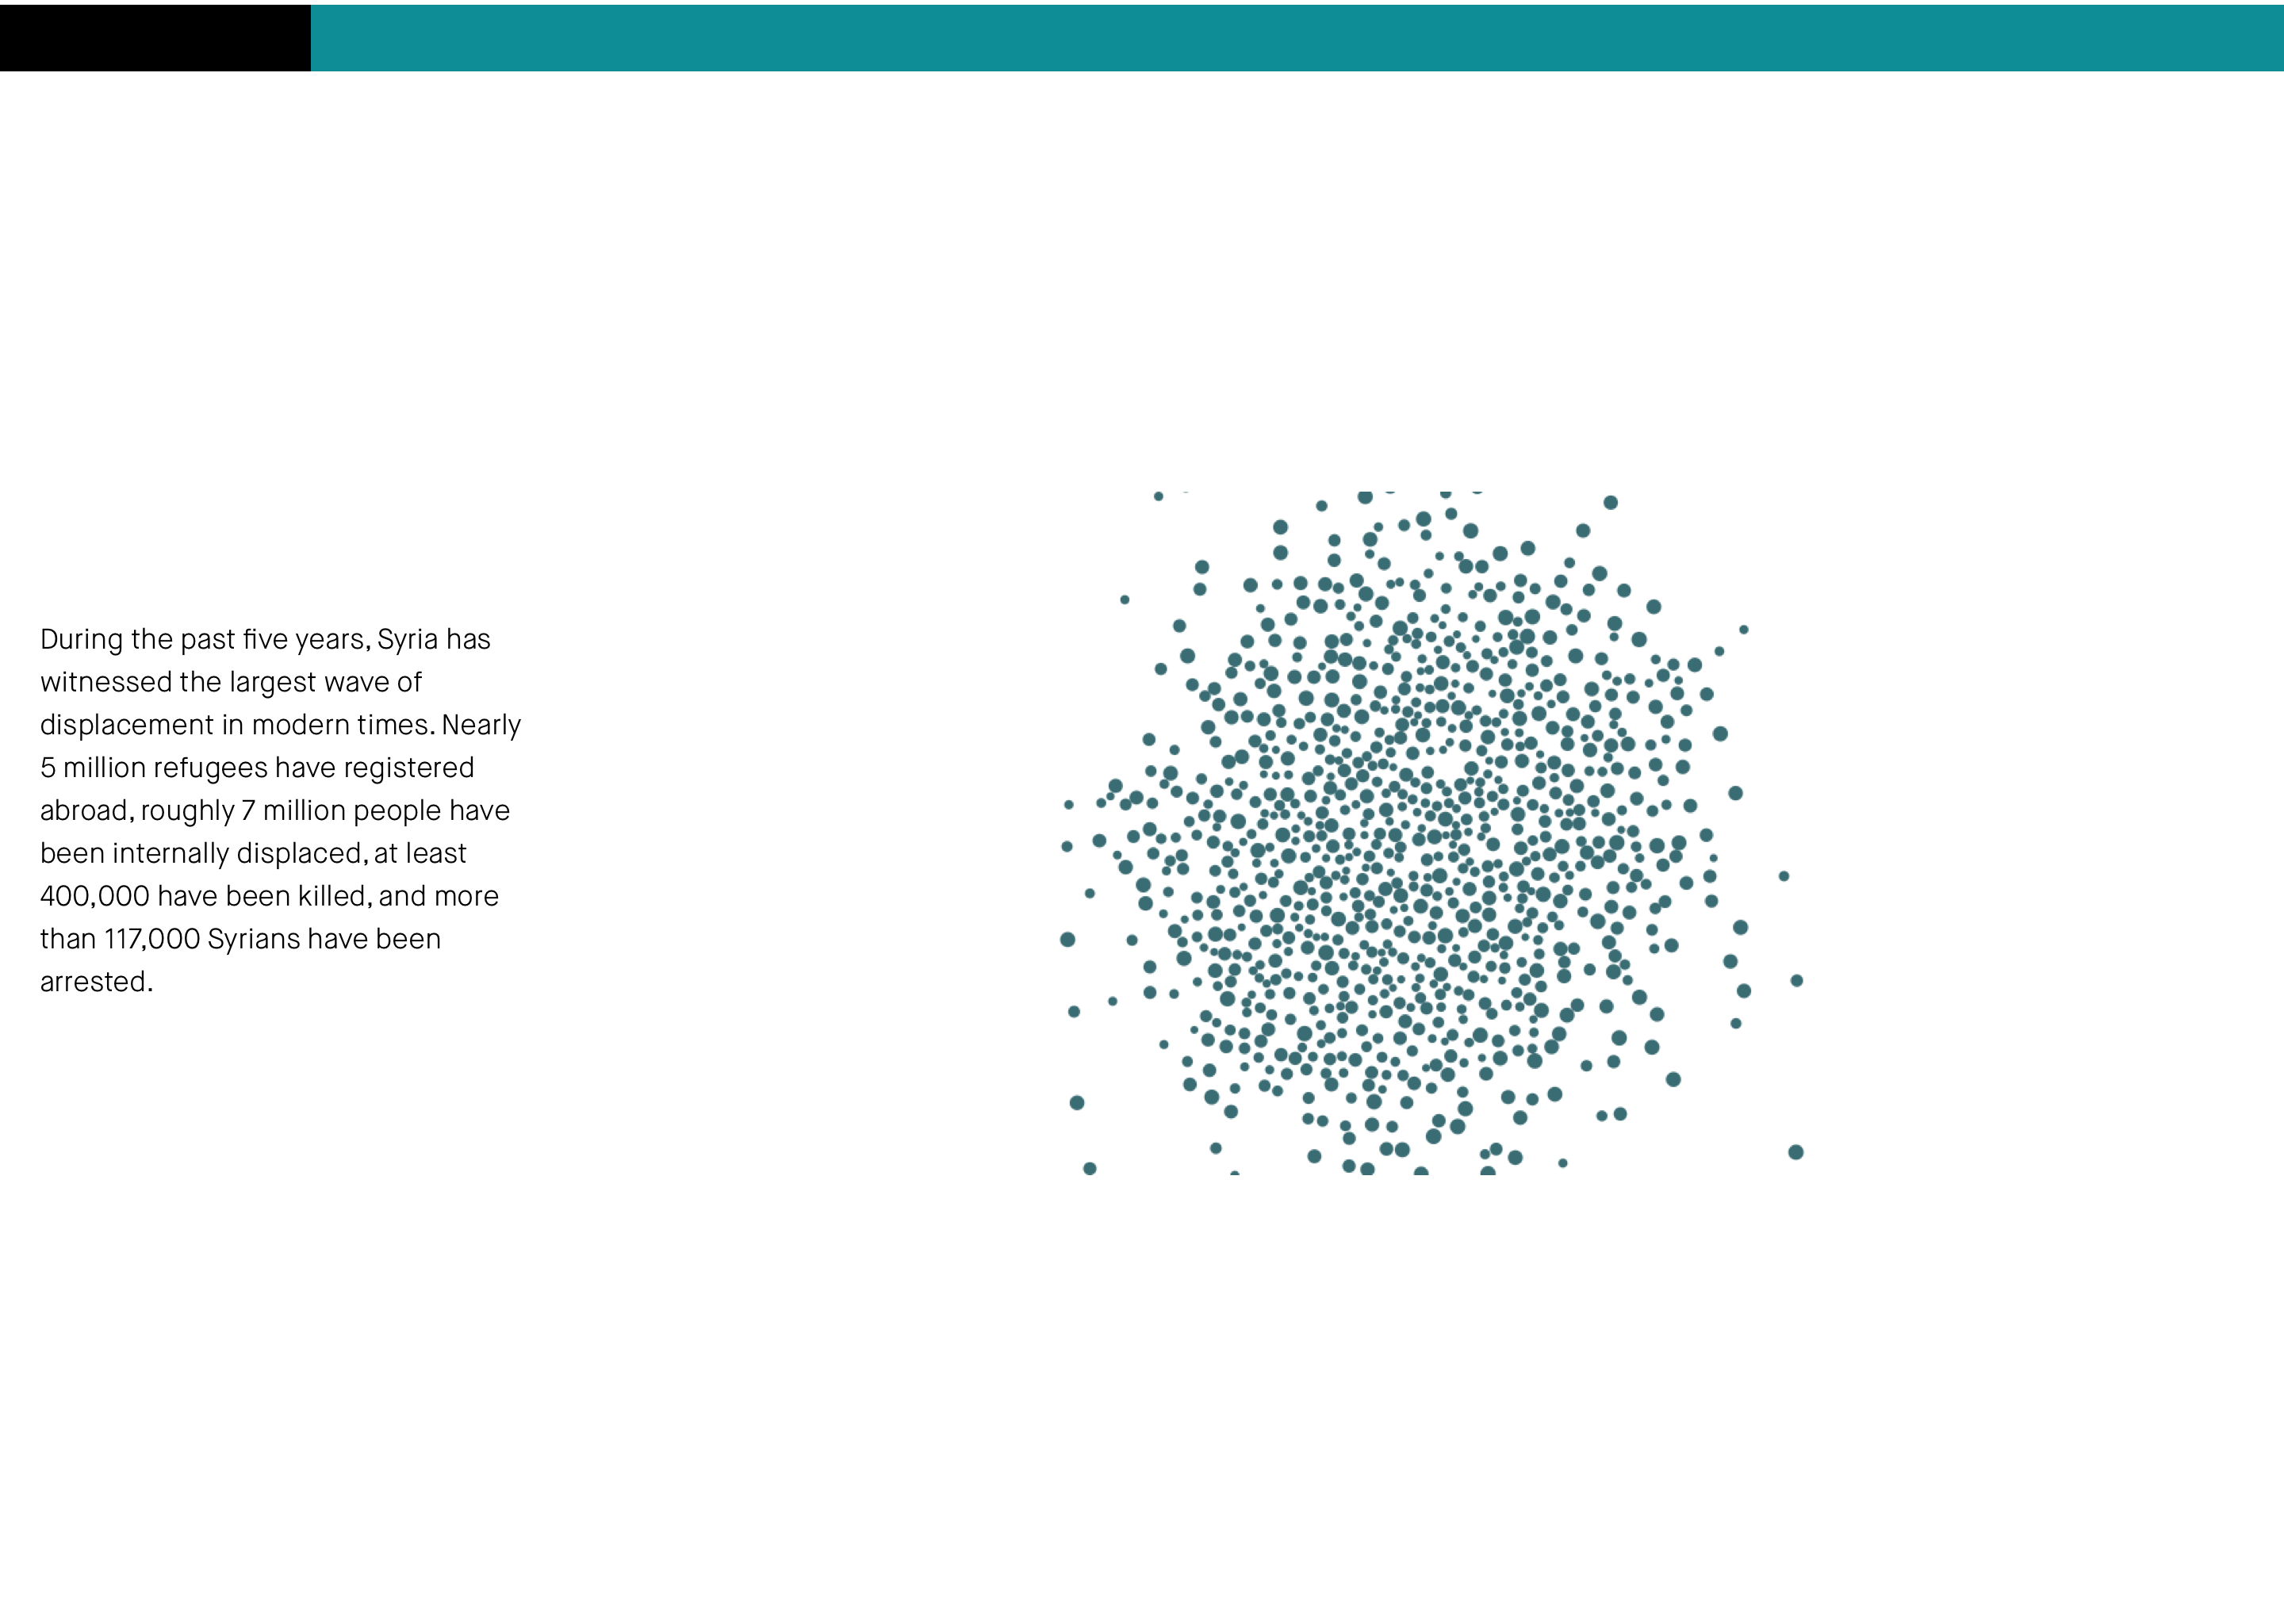 During the past five years, Syria has
witnessed the largest wave of
displacement in modern times. Nearly
5 million refugees have registered
abroad, roughly 7 million people have
been internally displaced, at least
400,000 have been killed, and more
than 117,000 Syrians have been
arrested.